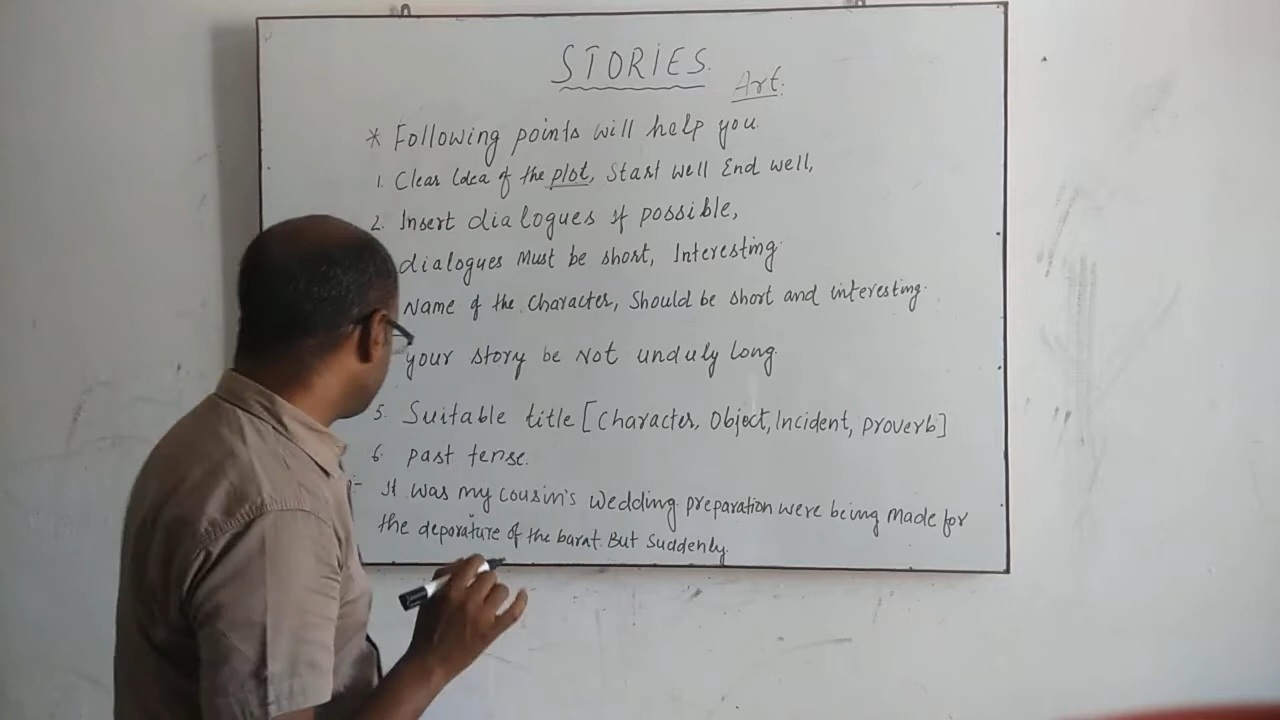 STORIES.
Art.
* Following points will help you.
1. Clear Idea of the plot, Start well End well,
2. Insert dialogues if possible,
dialogues Must be short, Interesting.
Name of the Character, Should be short and interesting.
your story be Not unduly long.
5. Suitable title [Character, Object, Incident, proverb]
6. past tense.
It was my cousin's wedding. preparation were being made for
the deporature of the barat. But Suddenly.